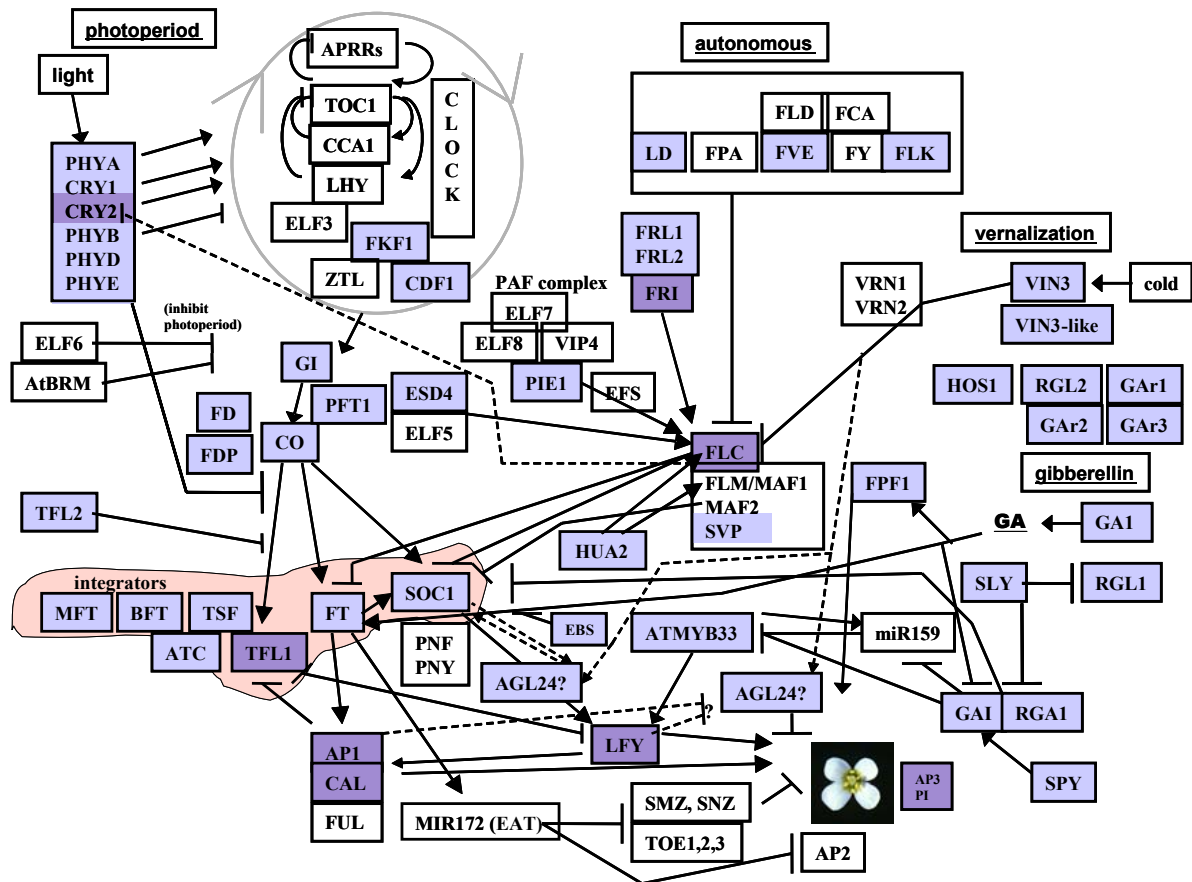 photoperiod
autonomous
light
APRRs
TOC1
CCA1
LHY
ELF3
FKF1
ZTL
CDF1
C
L
O
C
K
PHYA
CRY1
CRY2
PHYB
PHYD
PHYE
FLD
FCA
LD
FPA
FVE
FY
FLK
FRL1
FRL2
FRI
vernalization
VRN1
VRN2
VIN3
cold
VIN3-like
PAF complex
ELF7
ELF8
VIP4
PIE1
EFS
(inhibit
photoperiod)
ELF6
AtBRM
GI
PFT1
ESD4
ELF5
FD
FDP
CO
HOS1
RGL2
GAr1
GAr2
GAr3
gibberellin
FLC
FLM/MAF1
MAF2
SVP
HUA2
FPF1
GA
GA1
SLY
RGL1
TFL2
integrators
MFT
BFT
TSF
ATC
TFL1
FT
SOC1
PNF
PNY
EBS
ATMYB33
miR159
AGL24?
AGL24?
GAI
RGA1
SPY
?
LFY
AP1
CAL
FUL
MIR172 (EAT)
SMZ, SNZ
TOE1,2,3
AP2
AP3
PI